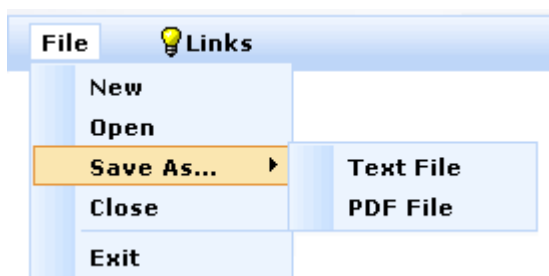 File Links
New
Open
Save As... Text File
Close PDF File
Exit